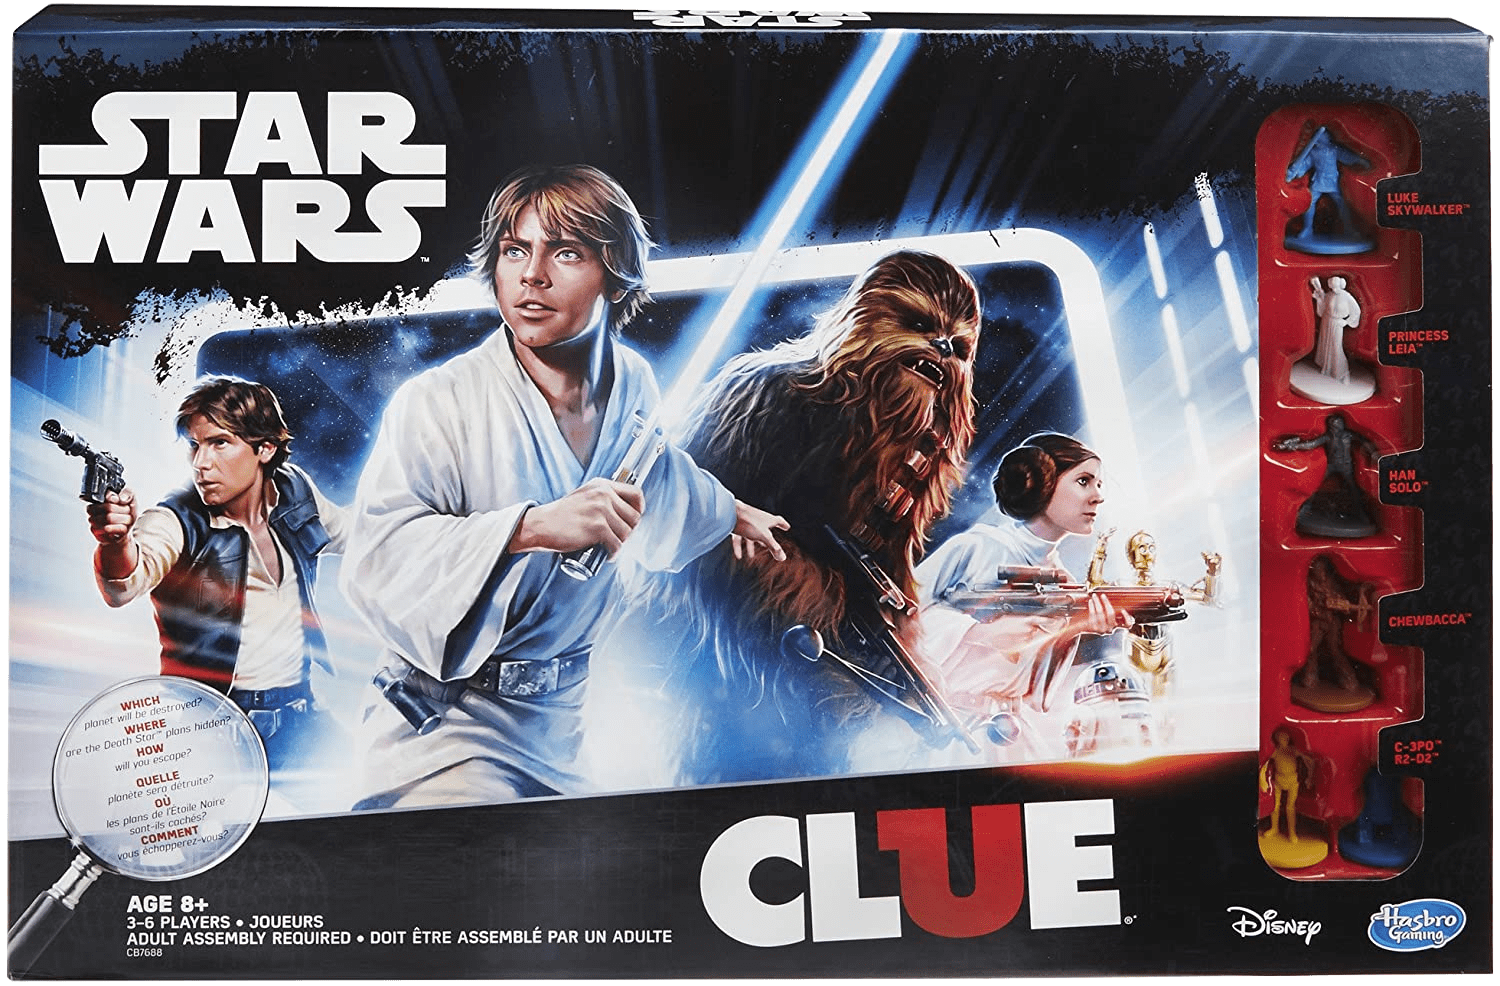 STAR WARS
STAR
WARS™
LUKE
SKYWALKER™
PRINCESS
LEIA™
HAN
SOLO™
CHEWBACCA™
C-3PO™
R2-D2™
WHICH
planet will be destroyed?
WHERE
are the Death Star™ plans hidden?
HOW
will you escape?
QUELLE
planète sera détruite?
OÙ
les plans de l'Étoile Noire
sont-ils cachés?
COMMENT
vous échapperez-vous?
CLUE®
AGE 8+
3-6 PLAYERS • JOUEURS
ADULT ASSEMBLY REQUIRED • DOIT ÊTRE ASSEMBLÉ PAR UN ADULTE
CB7688
Disney
Hasbro
Gaming